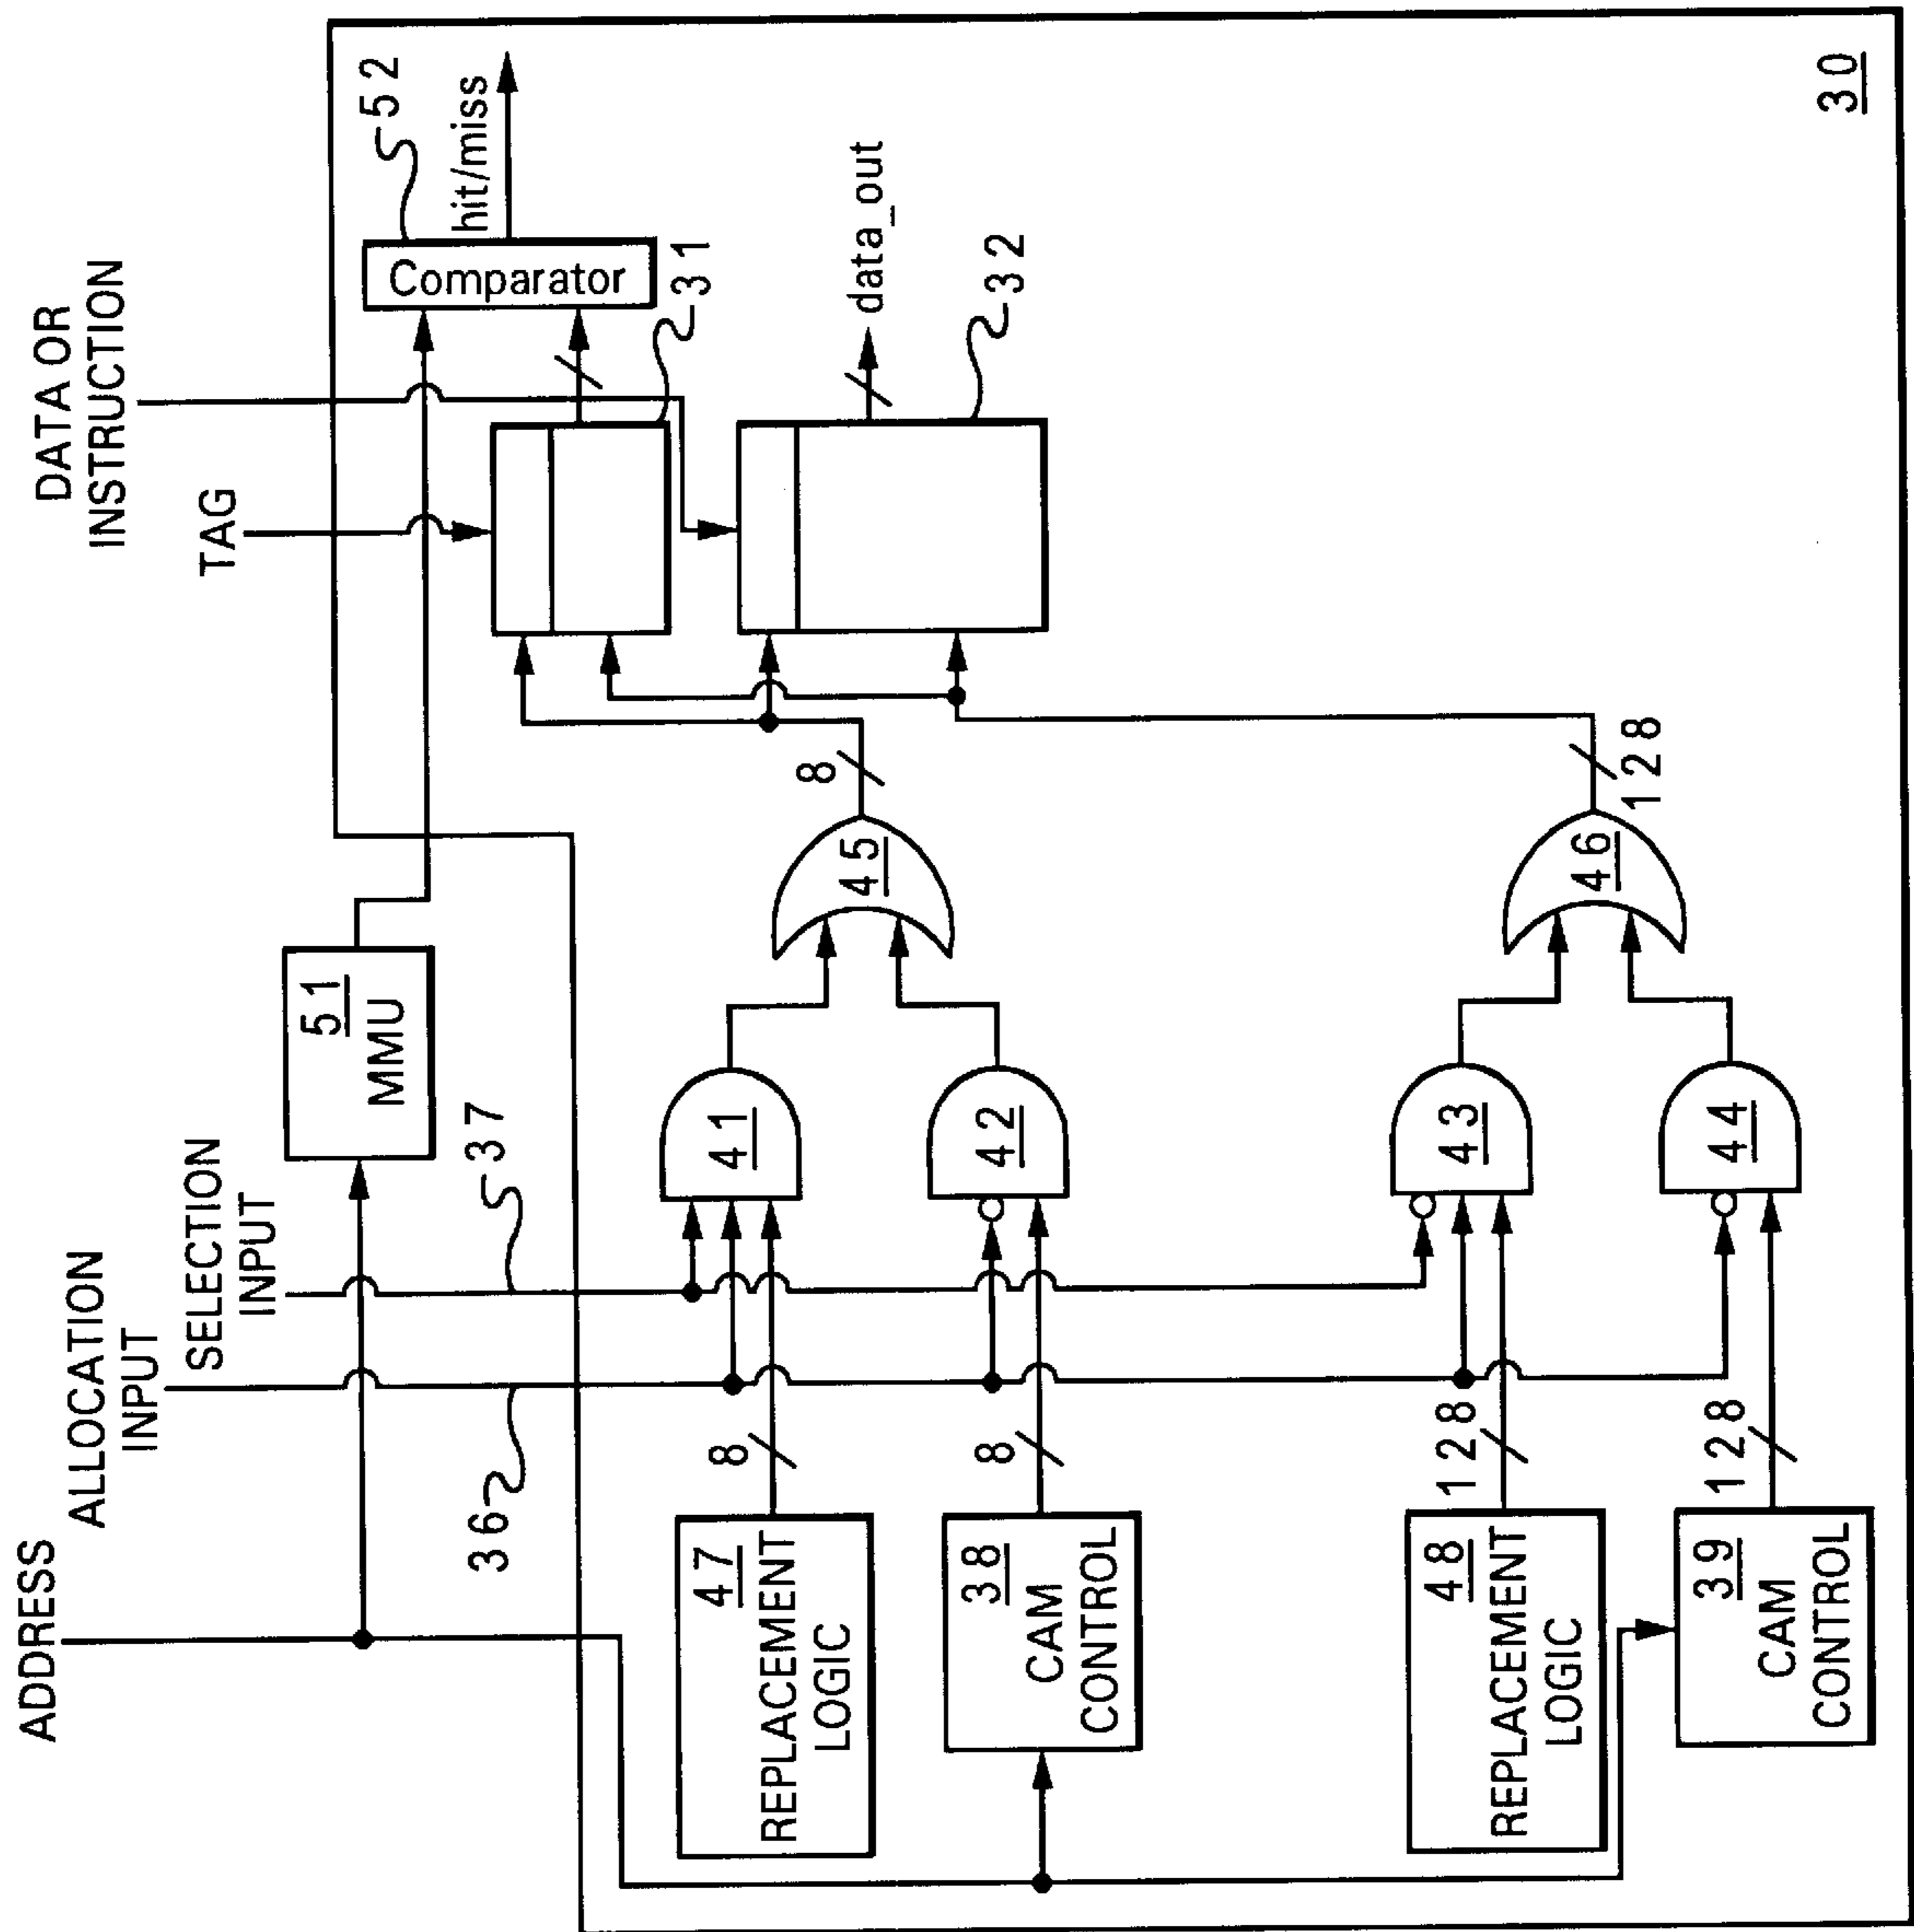 ADDRESS
ALLOCATION
INPUT
SELECTION
INPUT
TAG
DATA OR
INSTRUCTION
36
37
51
MMU
52
Comparator
hit/miss
31
data_out
32
47
REPLACEMENT
LOGIC
8
41
38
CAM
CONTROL
8
42
45
8
48
REPLACEMENT
LOGIC
128
43
39
CAM
CONTROL
128
44
46
128
30